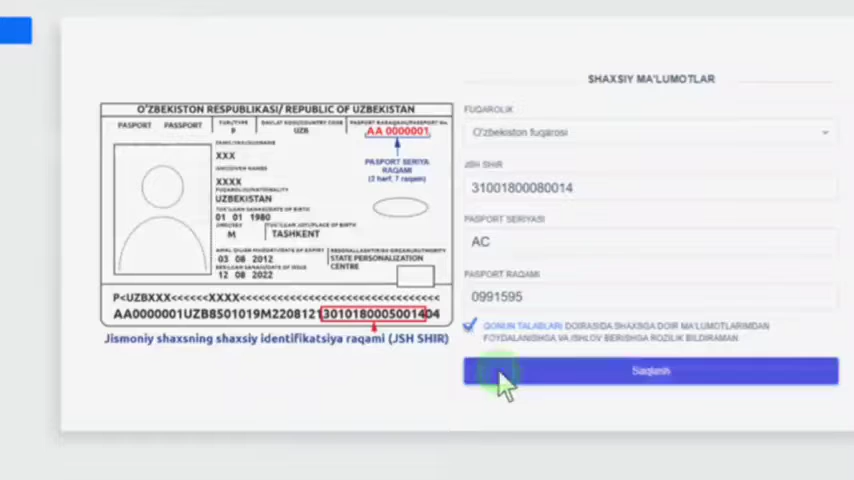 SHAXSIY MA'LUMOTLAR
O'ZBEKISTON RESPUBLIKASI/ REPUBLIC OF UZBEKISTAN
PASPORT PASSPORT
P
UZB
AA 0000001
XXX
PASPORT SERIYA
RAQAMI
(2 harf, 7 raqam)
XXXX
UZBEKISTAN
01 01 1980
M
TASHKENT
03 08 2012
STATE PERSONALIZATION
CENTRE
12 08 2022
P<UZBXXX<<<<<<XXXX<<<<<<<<<<<<<<<<<<<<<<<<<<
AA0000001UZB8501019M22081213010180005001404
Jismoniy shaxsning shaxsiy identifikatsiya raqami (JSH SHIR)
FUQAROLIK
O'zbekiston fuqarosi
JSH SHIR
31001800080014
PASPORT SERIYASI
AC
PASPORT RAQAMI
0991595
QONUN TALABLARI DOIRASIDA SHAXSGA DOIR MA'LUMOTLARIMDAN
FOYDALANISHGA VA ISHLOV BERISHGA ROZILIK BILDIRAMAN
Saqlash